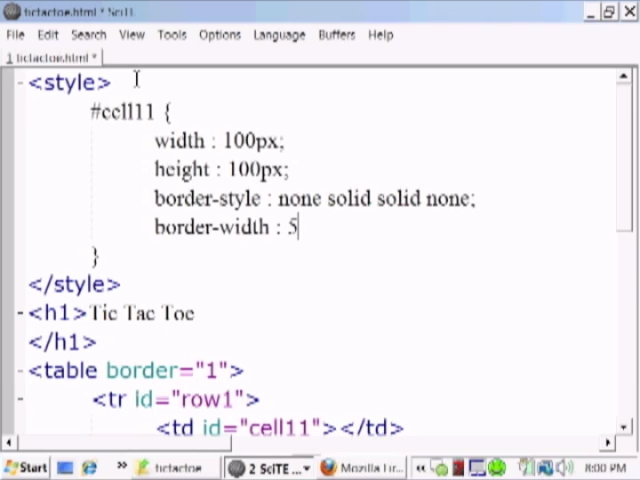 tictactoe.html * SciTE
File Edit Search View Tools Options Language Buffers Help
1 tictactoe.html *
<style>
#cell11 {
width : 100px;
height : 100px;
border-style : none solid solid none;
border-width : 5
}
</style>
<h1>Tic Tac Toe
</h1>
<table border="1">
<tr id="row1">
<td id="cell11"></td>
Start » tictactoe 2 SciTE ... Mozilla Fir... « 8:00 PM